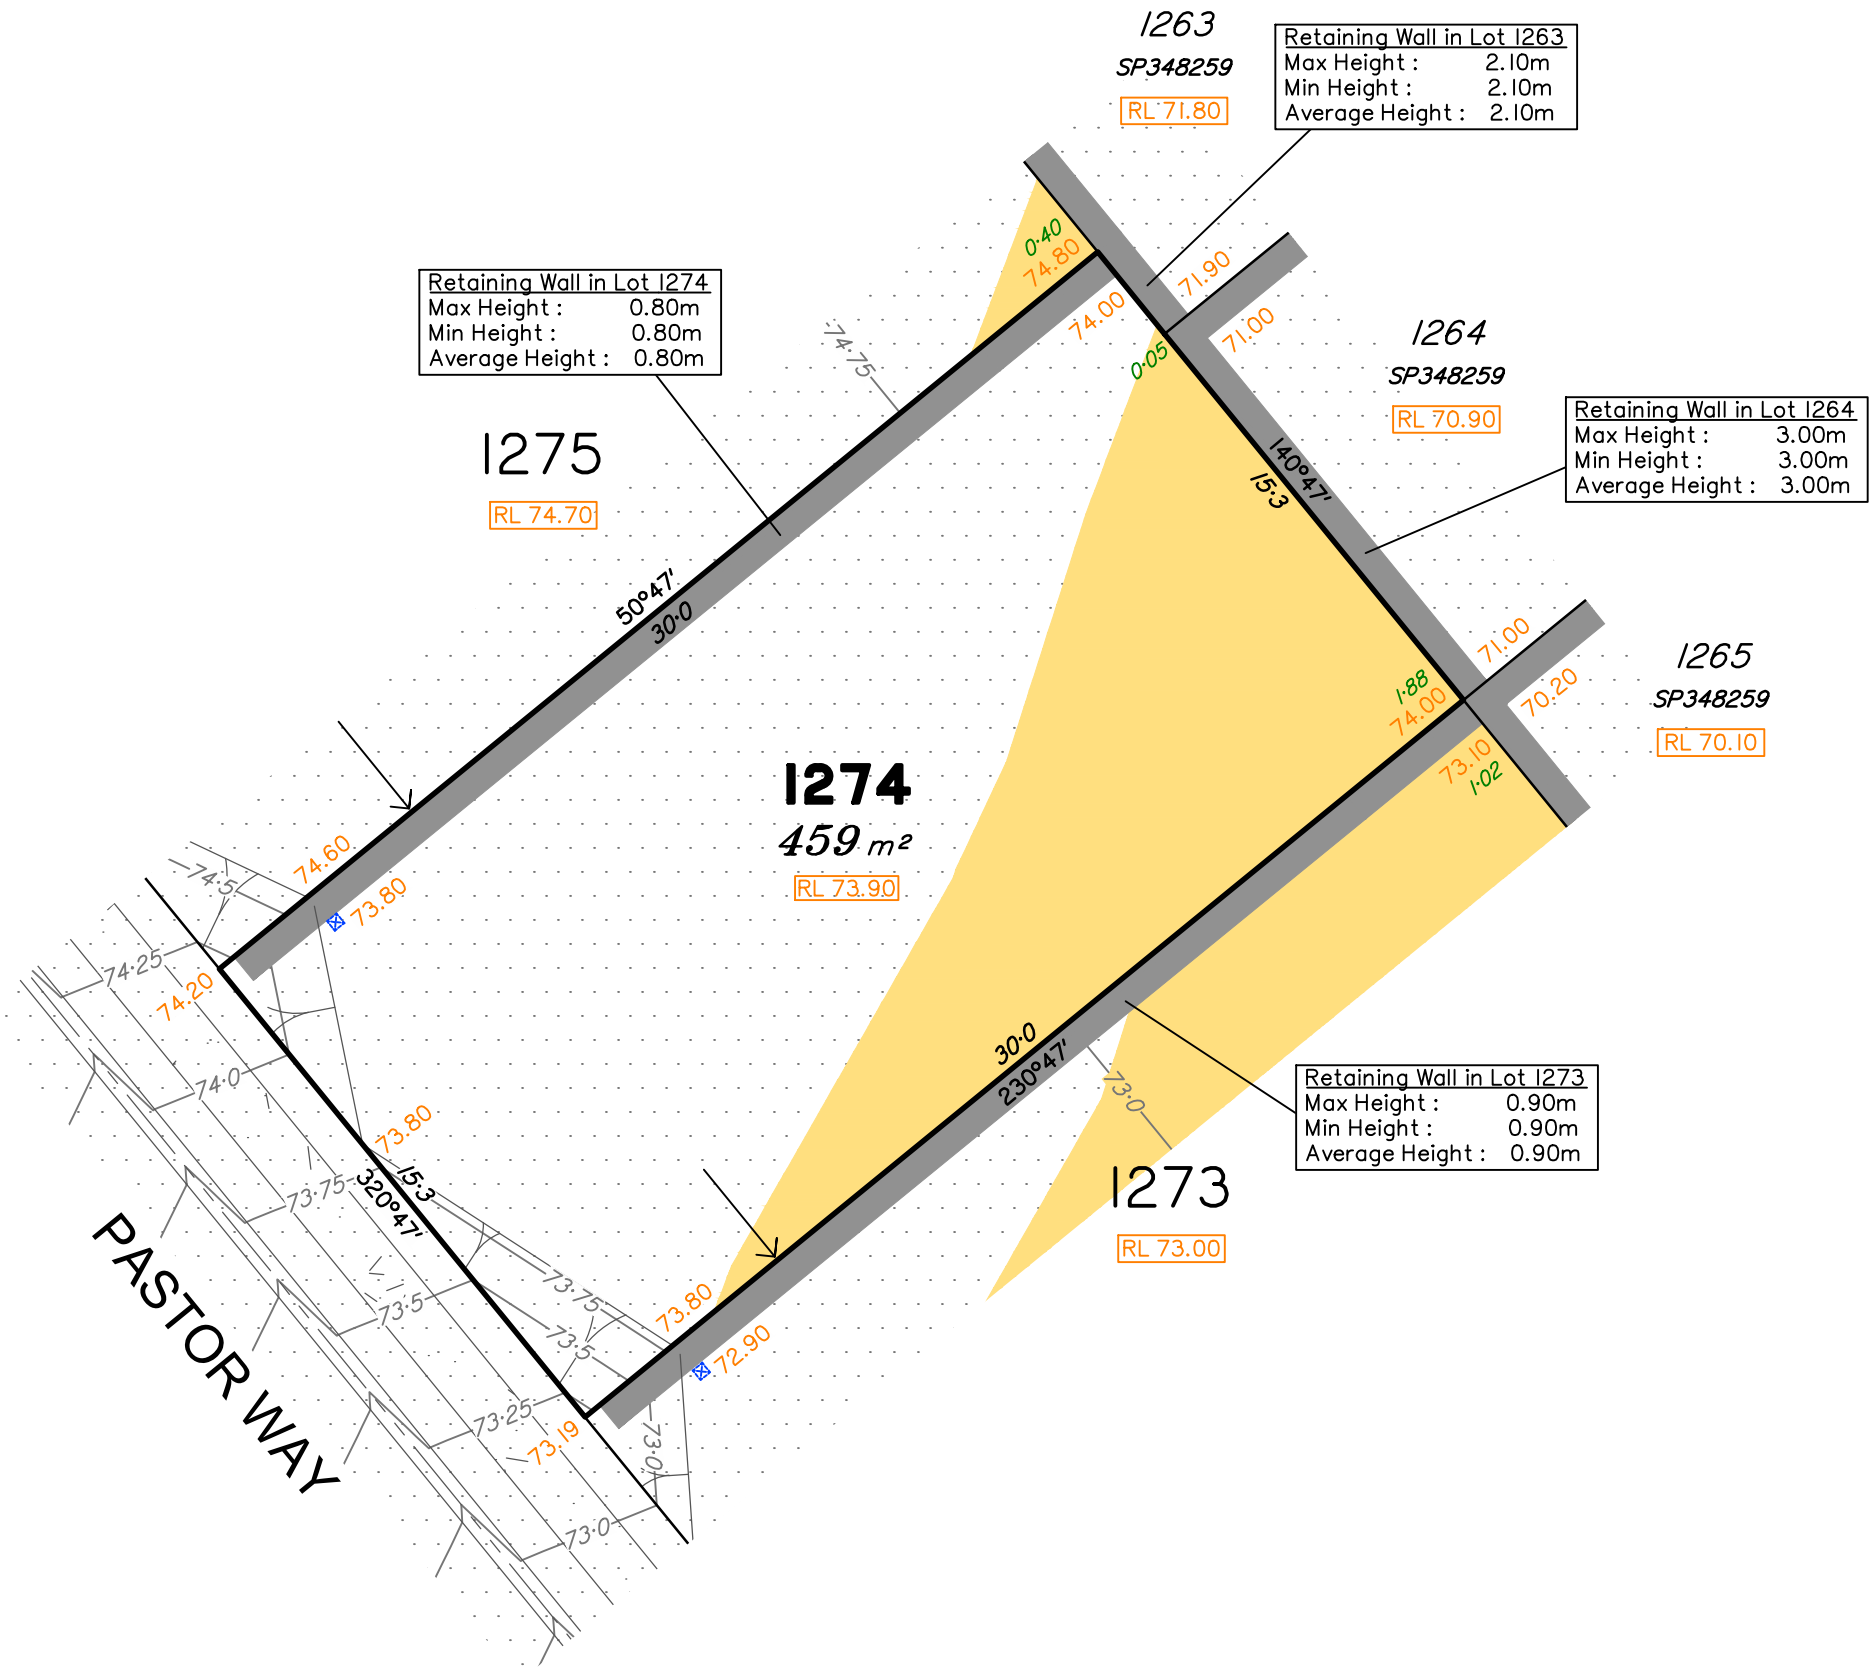 1263
SP348259
RL 71.80
Retaining Wall in Lot 1263
Max Height : 2.10m
Min Height : 2.10m
Average Height : 2.10m
0.40
74.80
74.00
71.90
71.00
0.05
1264
SP348259
RL 70.90
Retaining Wall in Lot 1274
Max Height : 0.80m
Min Height : 0.80m
Average Height : 0.80m
74.75
Retaining Wall in Lot 1264
Max Height : 3.00m
Min Height : 3.00m
Average Height : 3.00m
1275
RL 74.70
140°47'
15.3
50°47'
30.0
71.00
70.20
1265
SP348259
RL 70.10
1.88
74.00
73.10
1.02
1274
459 m²
RL 73.90
74.60
73.80
74.5
74.25
74.20
74.0
73.80
30.0
230°47'
73.0
Retaining Wall in Lot 1273
Max Height : 0.90m
Min Height : 0.90m
Average Height : 0.90m
1273
RL 73.00
15.3
320°47'
73.75
73.75
73.80
72.90
73.5
73.5
73.25
73.19
73.0
73.0
PASTOR WAY